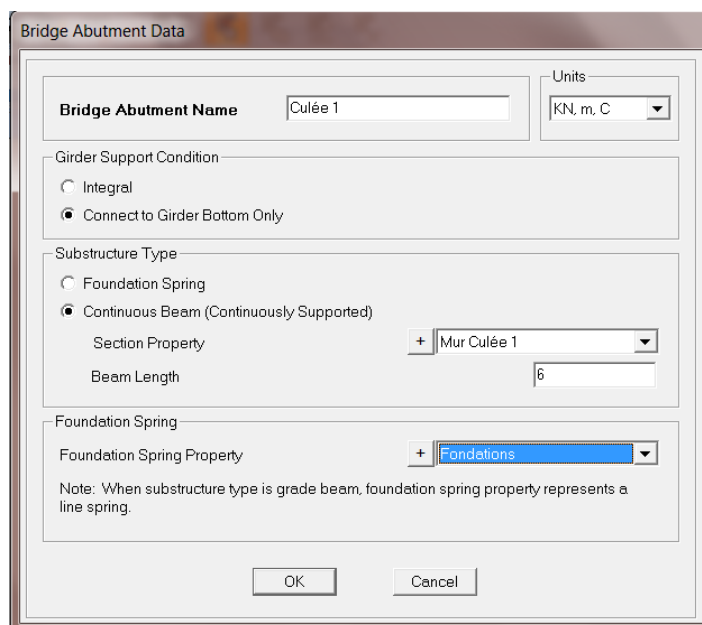 Bridge Abutment Data
Units
Bridge Abutment Name
Culée 1
KN, m, C
Girder Support Condition
Integral
Connect to Girder Bottom Only
Substructure Type
Foundation Spring
Continuous Beam (Continuously Supported)
Section Property
+
Mur Culée 1
Beam Length
6
Foundation Spring
Foundation Spring Property
+
Fondations
Note: When substructure type is grade beam, foundation spring property represents a
line spring.
OK
Cancel